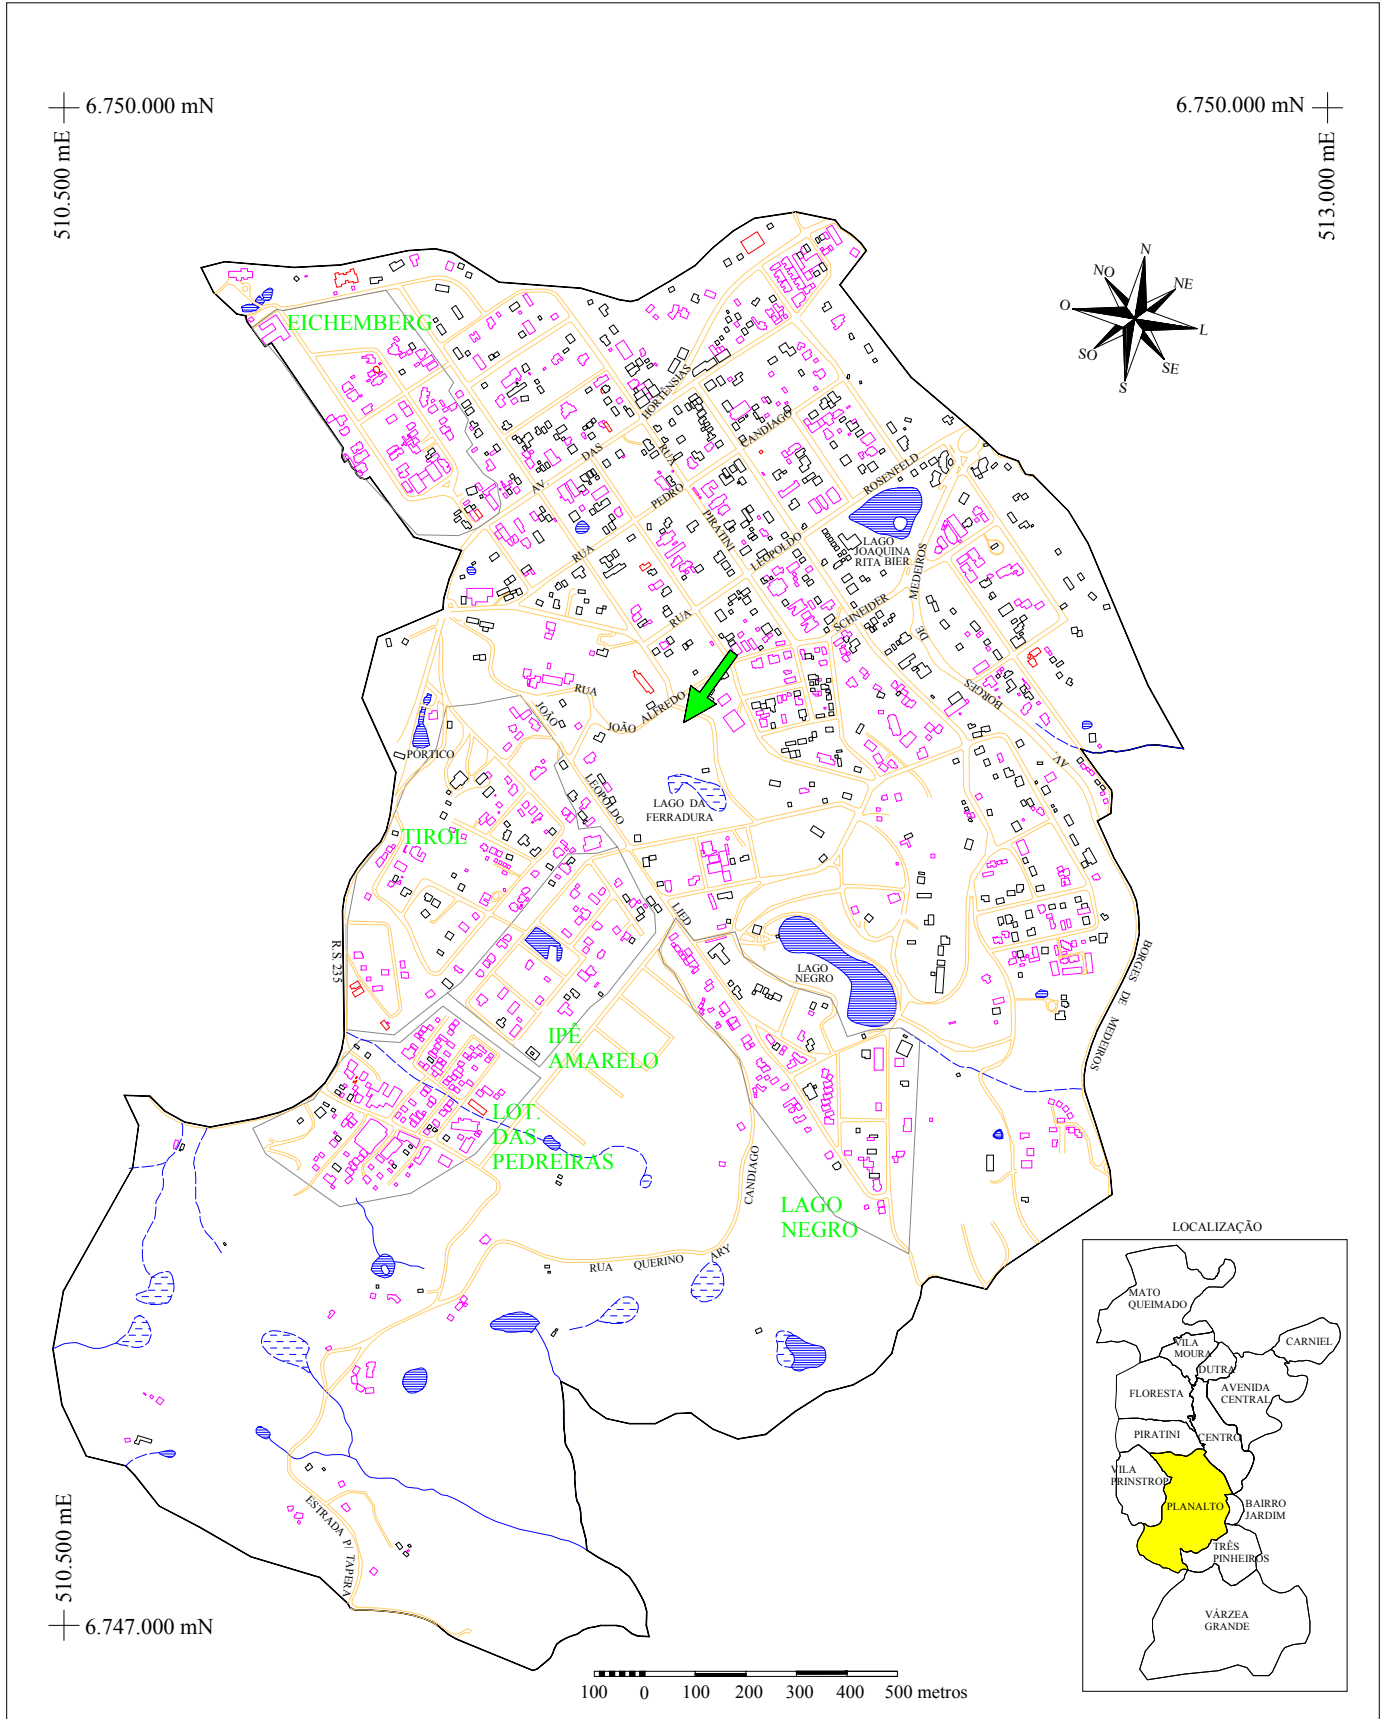 6.750.000 mN
6.750.000 mN
510.500 mE
513.000 mE
N
NO
NE
O
L
SO
SE
S
EICHEMBERG
HORTÊNSIAS
DAS
AV.
RUA
CANDIAGO
PEDRO
RUA
PIRATINI
ROSENFELD
LEOPOLDO
RUA
LAGO
JOAQUINA
RITA BIER
MEDEIROS
DE
BORGES
AV.
SCHNEIDER
RUA
JOÃO
ALFREDO
JOÃO
LEOPOLDO
LIED
PÓRTICO
LAGO DA
FERRADURA
TIROL
R.S. 235
LAGO
NEGRO
BORGES DE MEDEIROS
IPÊ
AMARELO
LOT.
DAS
PEDREIRAS
CANDIAGO
ARY
QUERINO
RUA
LAGO
NEGRO
ESTRADA P/ TAPERA
LOCALIZAÇÃO
MATO
QUEIMADO
VILA
MOURA
CARNIEL
DUTRA
FLORESTA
AVENIDA
CENTRAL
PIRATINI
CENTRO
VILA
PRINSTROP
PLANALTO
BAIRRO
JARDIM
TRÊS
PINHEIROS
VÁRZEA
GRANDE
510.500 mE
6.747.000 mN
100 0 100 200 300 400 500 metros